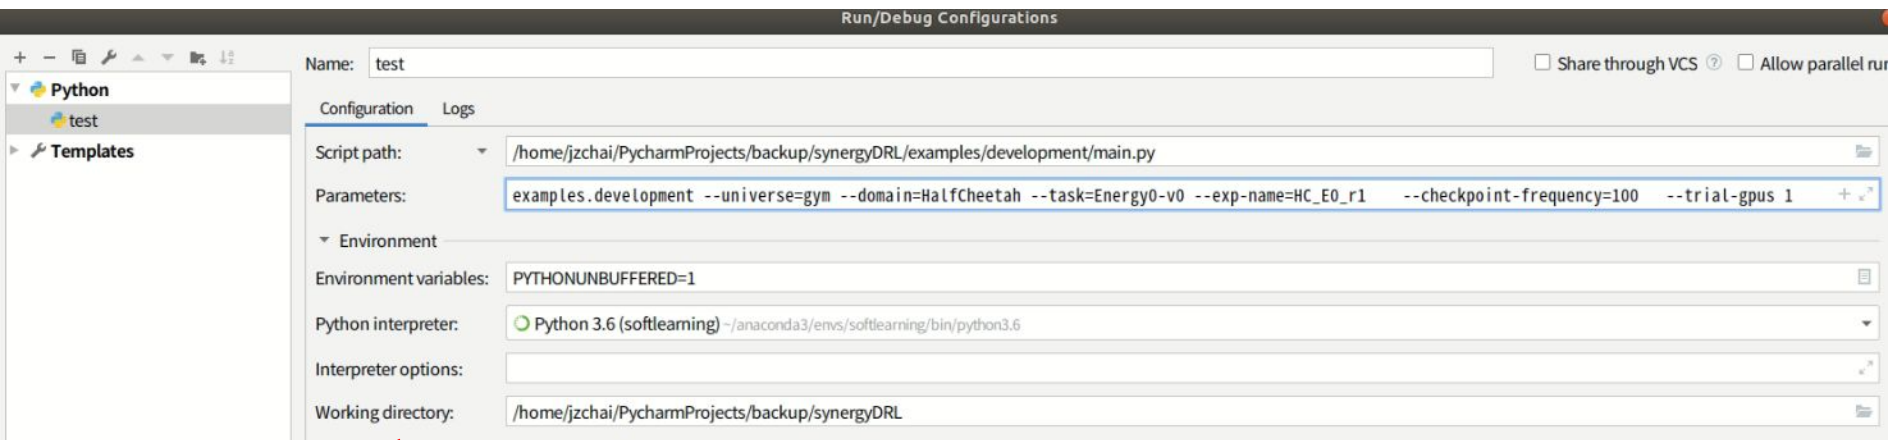 Run/Debug Configurations
Name: test
Share through VCS
Allow parallel run
Python
test
Templates
Configuration Logs
Script path: /home/jzchai/PycharmProjects/backup/synergyDRL/examples/development/main.py
Parameters: examples.development --universe=gym --domain=HalfCheetah --task=Energy0-v0 --exp-name=HC_E0_r1 --checkpoint-frequency=100 --trial-gpus 1
Environment
Environment variables: PYTHONUNBUFFERED=1
Python interpreter: Python 3.6 (softlearning) ~/anaconda3/envs/softlearning/bin/python3.6
Interpreter options:
Working directory: /home/jzchai/PycharmProjects/backup/synergyDRL